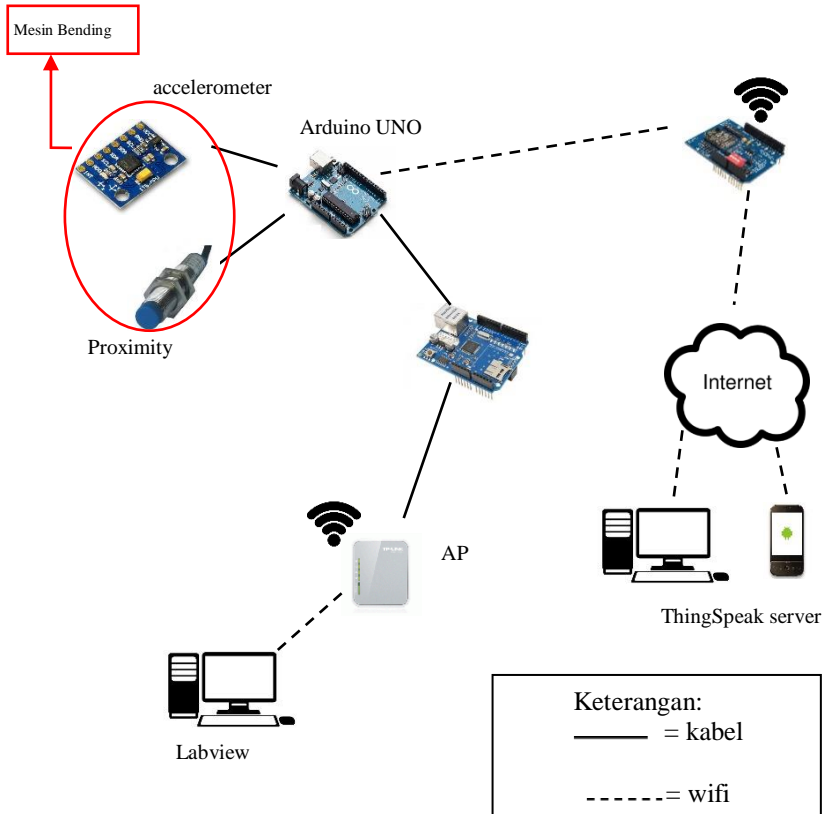 Mesin Bending
accelerometer
Arduino UNO
Proximity
Internet
AP
ThingSpeak server
Labview
Keterangan:
= kabel
= wifi